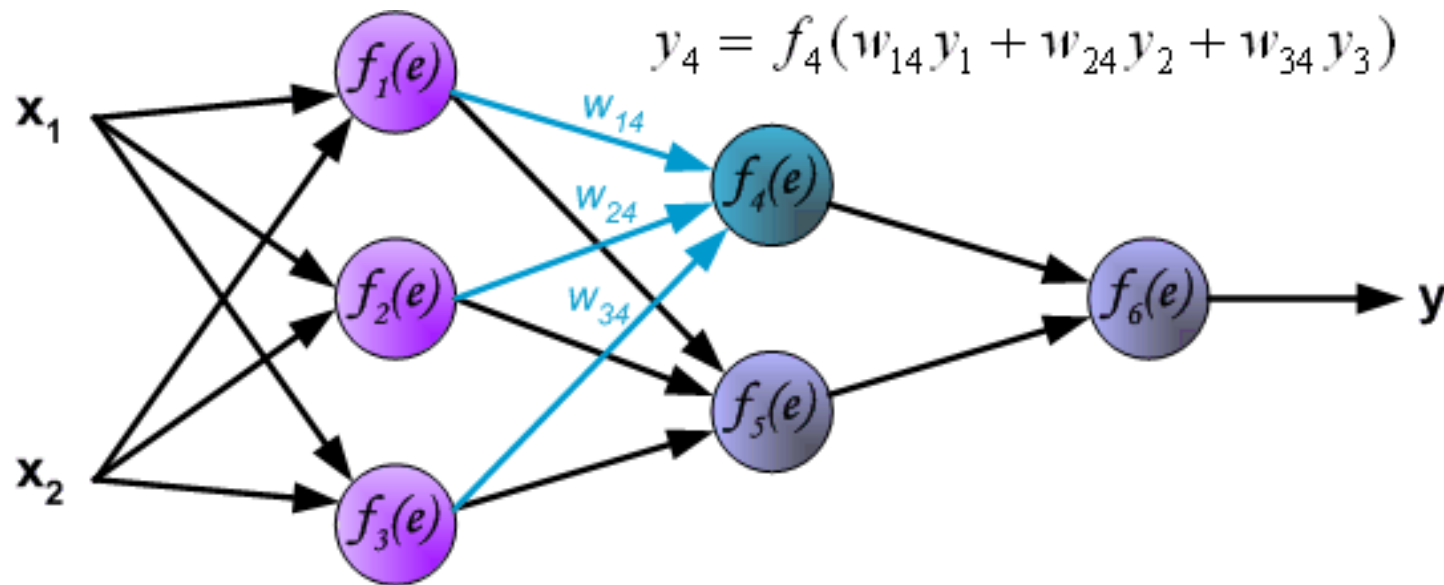 f₁(e)
y₄ = f₄(w₁₄y₁ + w₂₄y₂ + w₃₄y₃)
x₁
w₁₄
f₄(e)
w₂₄
f₂(e)
w₃₄
f₆(e)
y
f₅(e)
x₂
f₃(e)